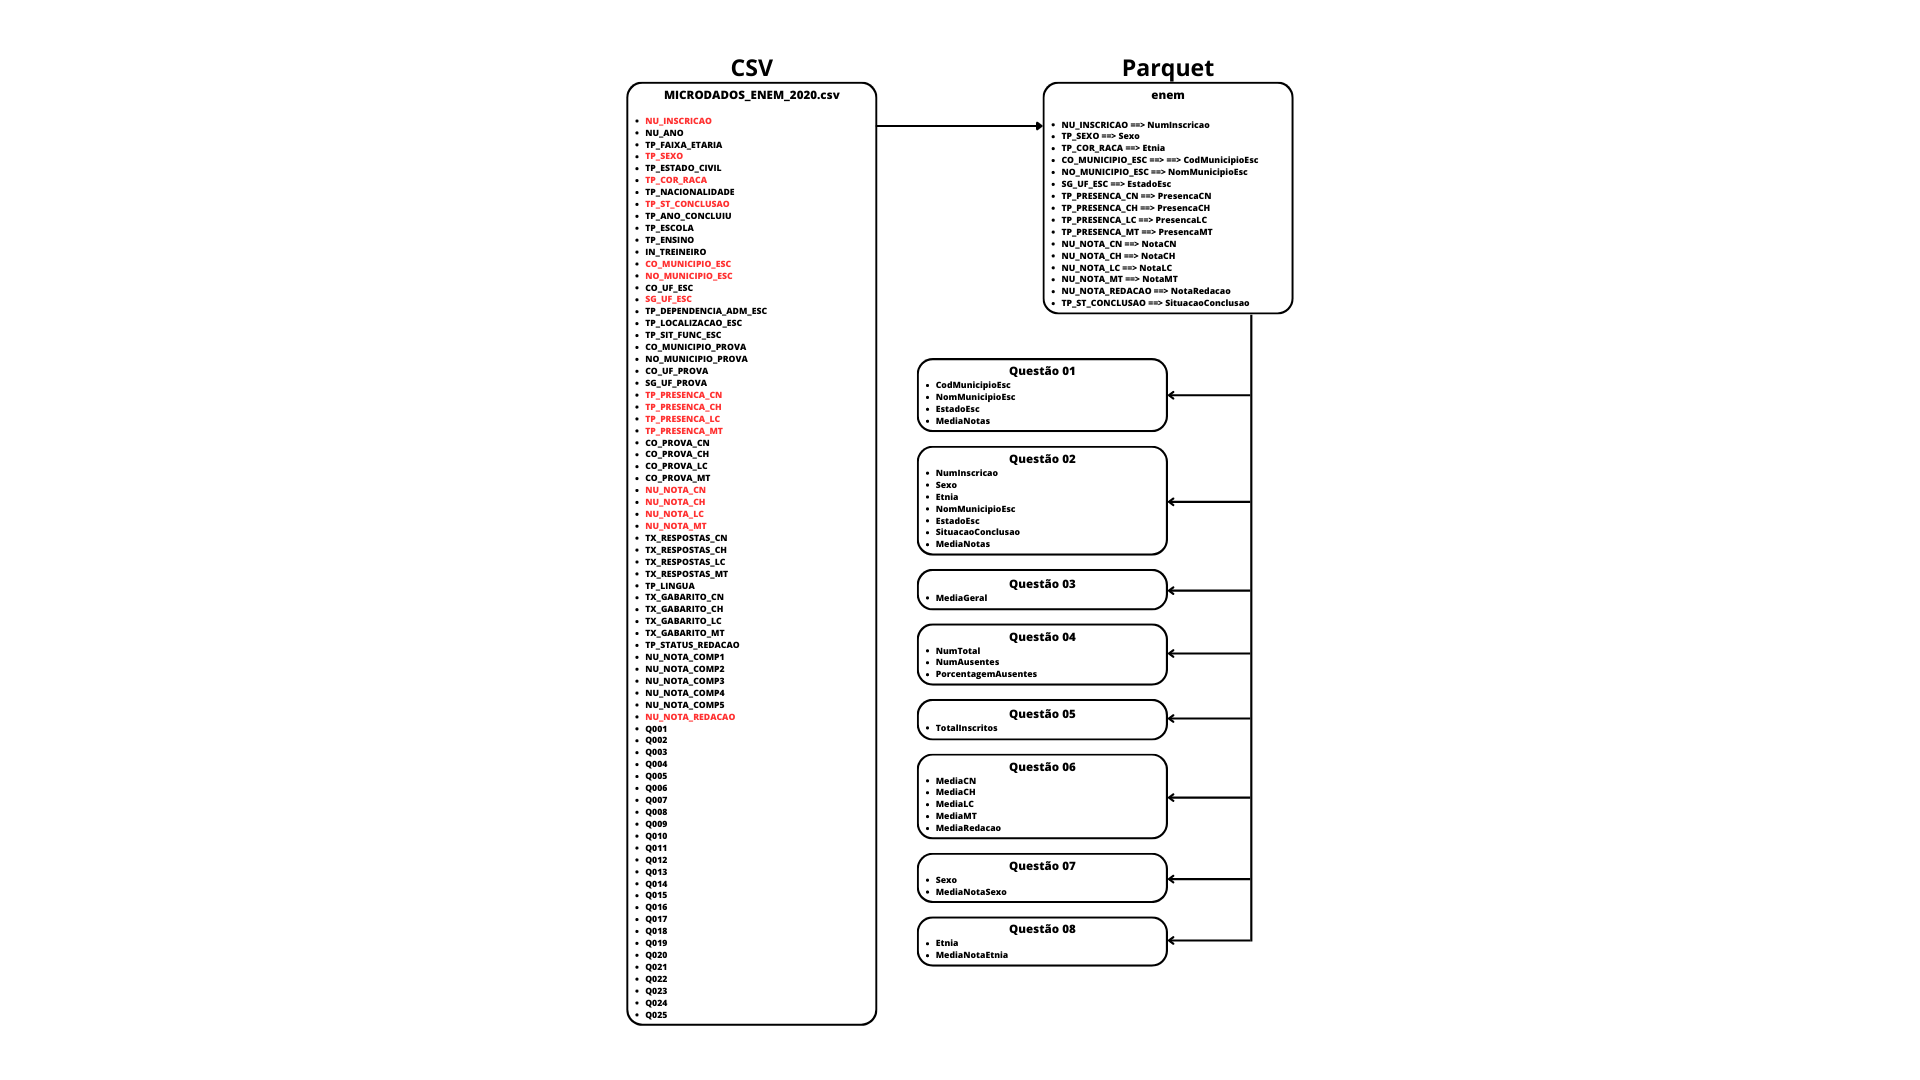 CSV
MICRODADOS_ENEM_2020.csv
• NU_INSCRICAO
• NU_ANO
• TP_FAIXA_ETARIA
• TP_SEXO
• TP_ESTADO_CIVIL
• TP_COR_RACA
• TP_NACIONALIDADE
• TP_ST_CONCLUSAO
• TP_ANO_CONCLUIU
• TP_ESCOLA
• TP_ENSINO
• IN_TREINEIRO
• CO_MUNICIPIO_ESC
• NO_MUNICIPIO_ESC
• CO_UF_ESC
• SG_UF_ESC
• TP_DEPENDENCIA_ADM_ESC
• TP_LOCALIZACAO_ESC
• TP_SIT_FUNC_ESC
• CO_MUNICIPIO_PROVA
• NO_MUNICIPIO_PROVA
• CO_UF_PROVA
• SG_UF_PROVA
• TP_PRESENCA_CN
• TP_PRESENCA_CH
• TP_PRESENCA_LC
• TP_PRESENCA_MT
• CO_PROVA_CN
• CO_PROVA_CH
• CO_PROVA_LC
• CO_PROVA_MT
• NU_NOTA_CN
• NU_NOTA_CH
• NU_NOTA_LC
• NU_NOTA_MT
• TX_RESPOSTAS_CN
• TX_RESPOSTAS_CH
• TX_RESPOSTAS_LC
• TX_RESPOSTAS_MT
• TP_LINGUA
• TX_GABARITO_CN
• TX_GABARITO_CH
• TX_GABARITO_LC
• TX_GABARITO_MT
• TP_STATUS_REDACAO
• NU_NOTA_COMP1
• NU_NOTA_COMP2
• NU_NOTA_COMP3
• NU_NOTA_COMP4
• NU_NOTA_COMP5
• NU_NOTA_REDACAO
• Q001
• Q002
• Q003
• Q004
• Q005
• Q006
• Q007
• Q008
• Q009
• Q010
• Q011
• Q012
• Q013
• Q014
• Q015
• Q016
• Q017
• Q018
• Q019
• Q020
• Q021
• Q022
• Q023
• Q024
• Q025
Parquet
enem
• NU_INSCRICAO ==> NumInscricao
• TP_SEXO ==> Sexo
• TP_COR_RACA ==> Etnia
• CO_MUNICIPIO_ESC ==> ==> CodMunicipioEsc
• NO_MUNICIPIO_ESC ==> NomMunicipioEsc
• SG_UF_ESC ==> EstadoEsc
• TP_PRESENCA_CN ==> PresencaCN
• TP_PRESENCA_CH ==> PresencaCH
• TP_PRESENCA_LC ==> PresencaLC
• TP_PRESENCA_MT ==> PresencaMT
• NU_NOTA_CN ==> NotaCN
• NU_NOTA_CH ==> NotaCH
• NU_NOTA_LC ==> NotaLC
• NU_NOTA_MT ==> NotaMT
• NU_NOTA_REDACAO ==> NotaRedacao
• TP_ST_CONCLUSAO ==> SituacaoConclusao
Questão 01
• CodMunicipioEsc
• NomMunicipioEsc
• EstadoEsc
• MediaNotas
Questão 02
• NumInscricao
• Sexo
• Etnia
• NomMunicipioEsc
• EstadoEsc
• SituacaoConclusao
• MediaNotas
Questão 03
• MediaGeral
Questão 04
• NumTotal
• NumAusentes
• PorcentagemAusentes
Questão 05
• TotalInscritos
Questão 06
• MediaCN
• MediaCH
• MediaLC
• MediaMT
• MediaRedacao
Questão 07
• Sexo
• MediaNotaSexo
Questão 08
• Etnia
• MediaNotaEtnia